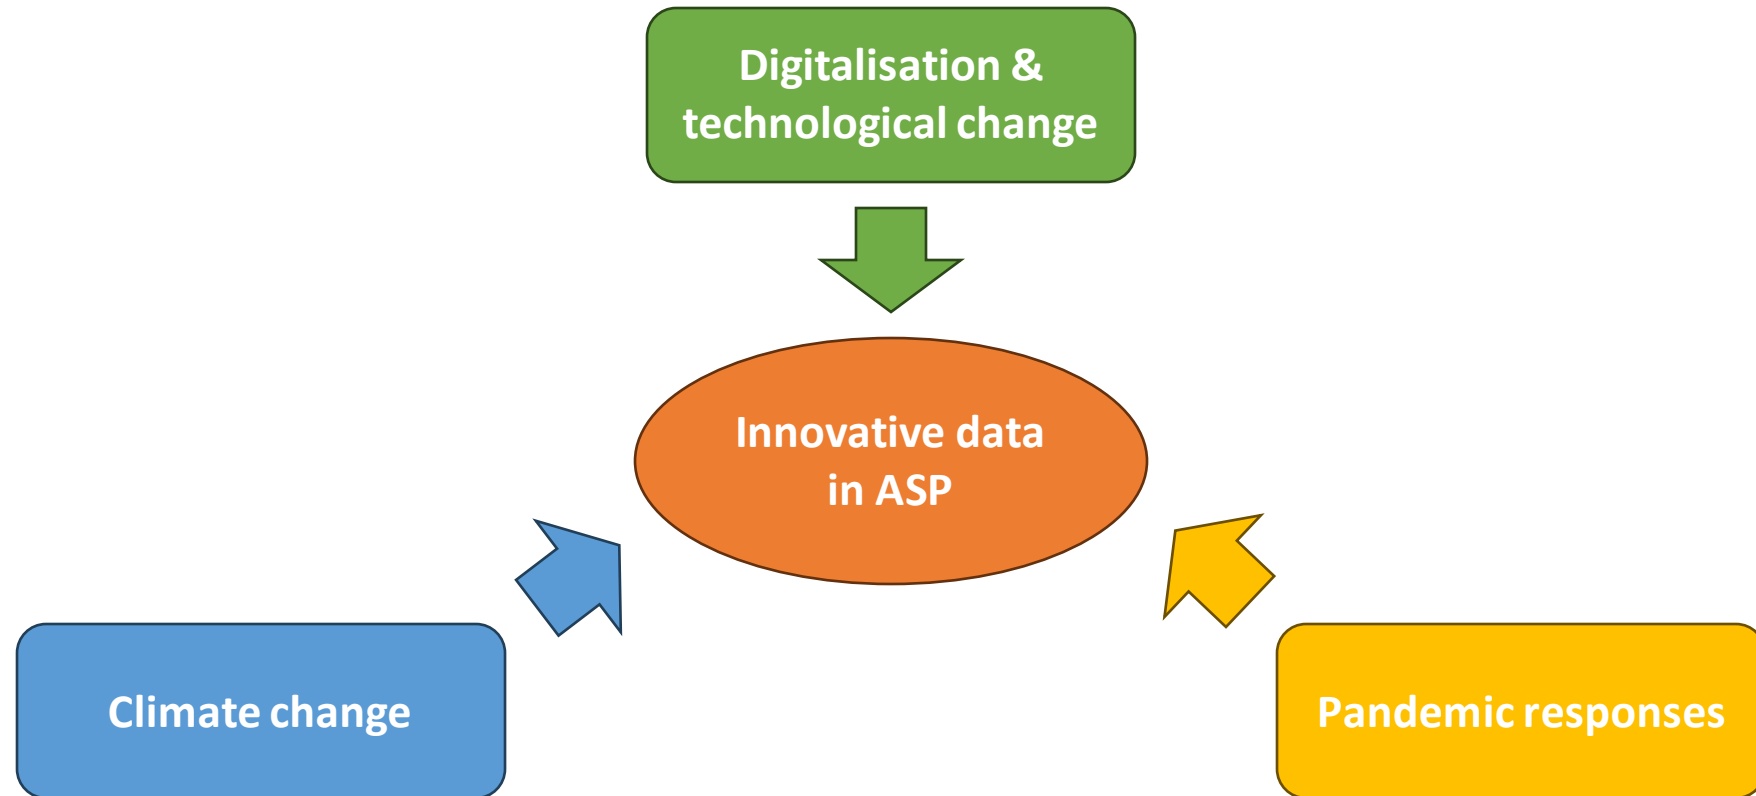 Digitalisation &
technological change
Innovative data
in ASP
Climate change
Pandemic responses